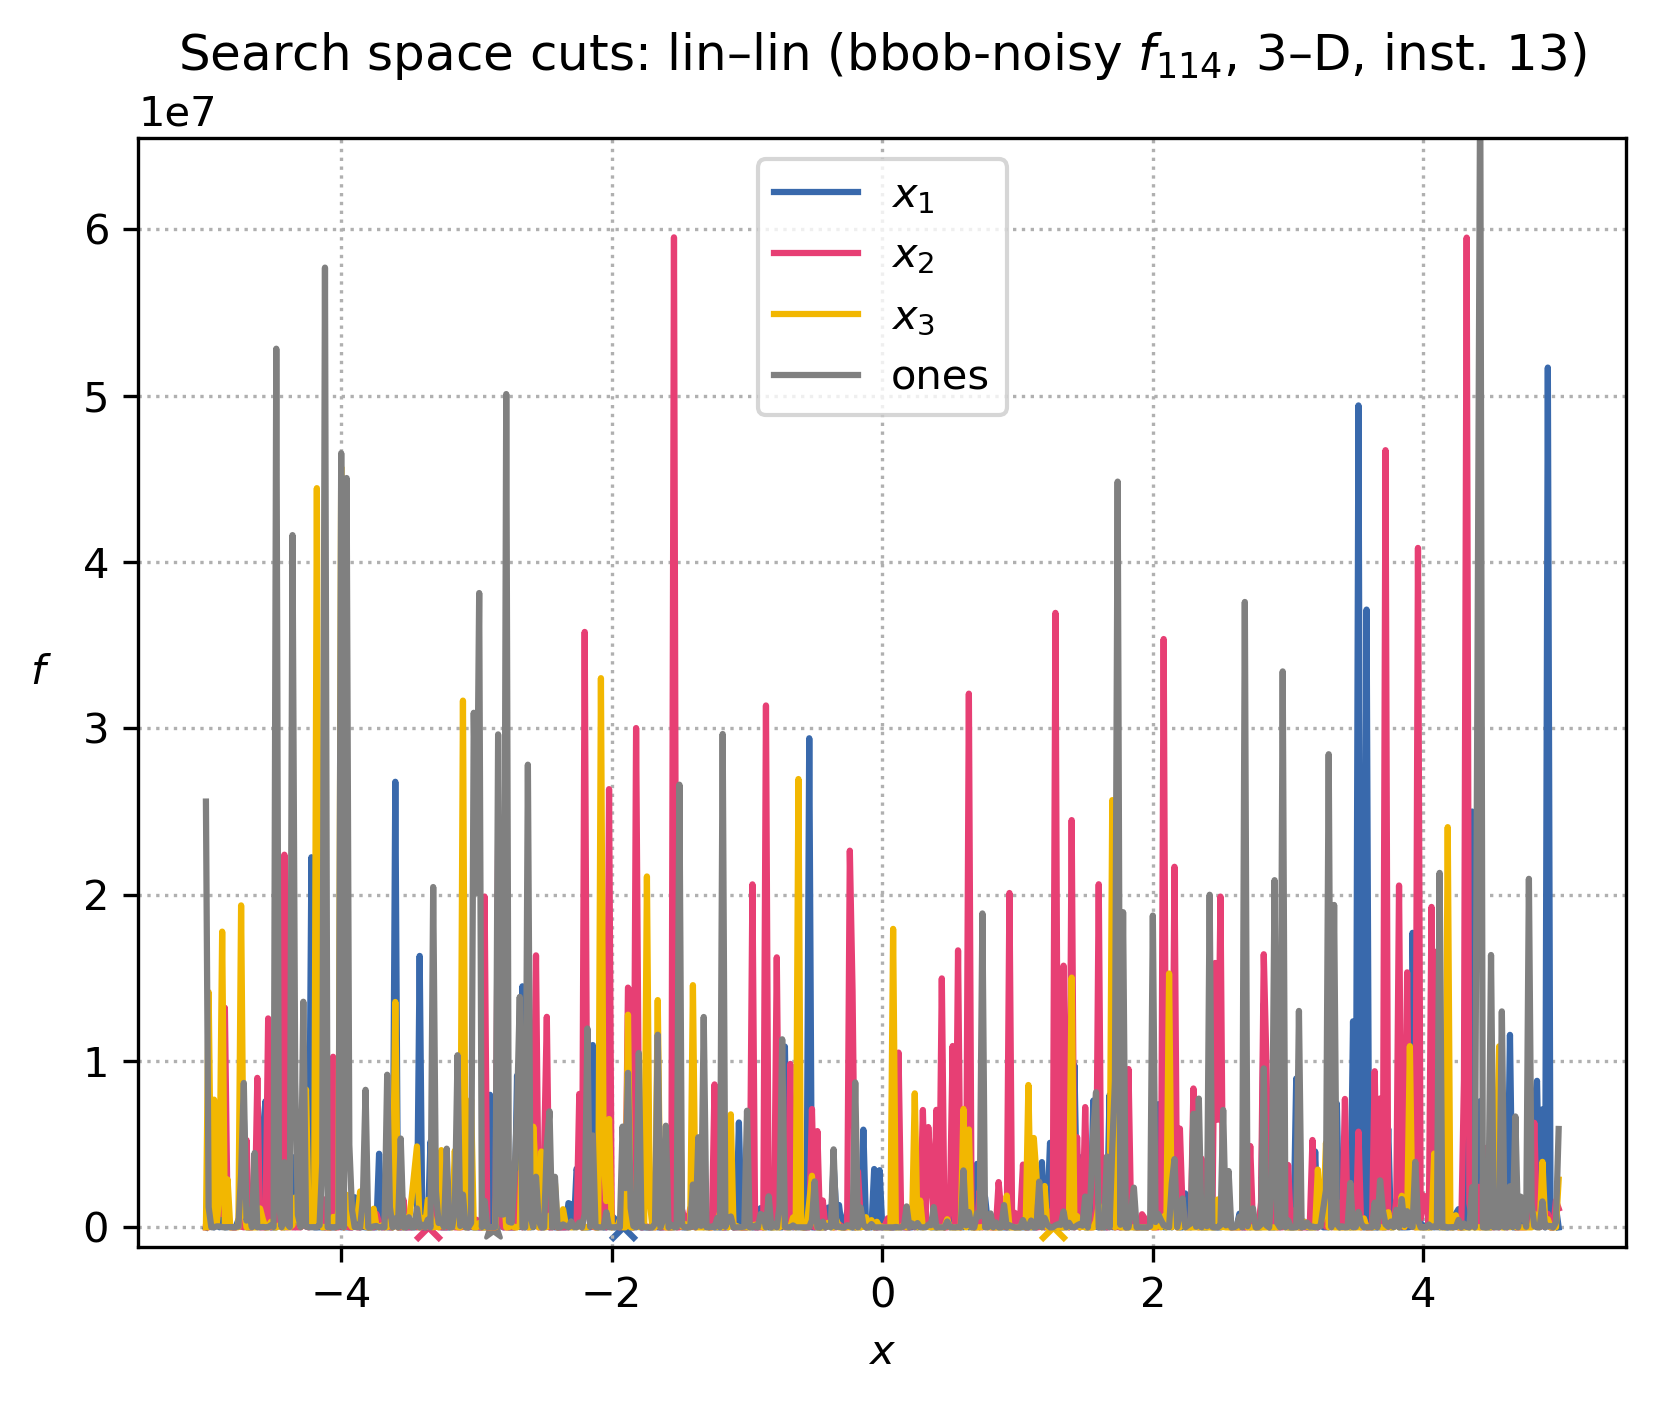 Search space cuts: lin–lin (bbob-noisy f₁₁₄, 3–D, inst. 13)
1e7
x₁
x₂
x₃
ones
6
5
4
3
2
1
0
f
−4 −2 0 2 4
x